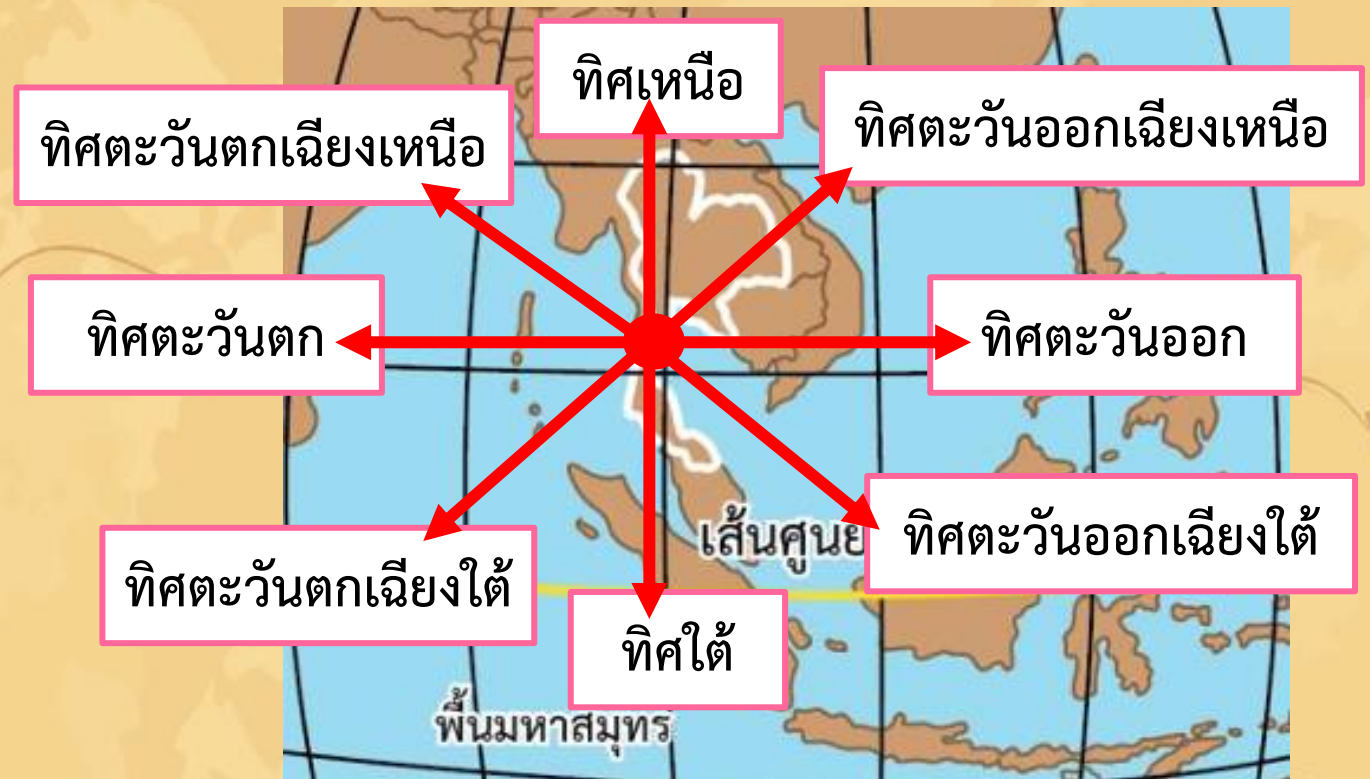 ทิศเหนือ
ทิศตะวันตกเฉียงเหนือ
ทิศตะวันออกเฉียงเหนือ
ทิศตะวันตก
ทิศตะวันออก
เส้นศูนย
ทิศตะวันออกเฉียงใต้
ทิศตะวันตกเฉียงใต้
ทิศใต้
พื้นมหาสมุทร